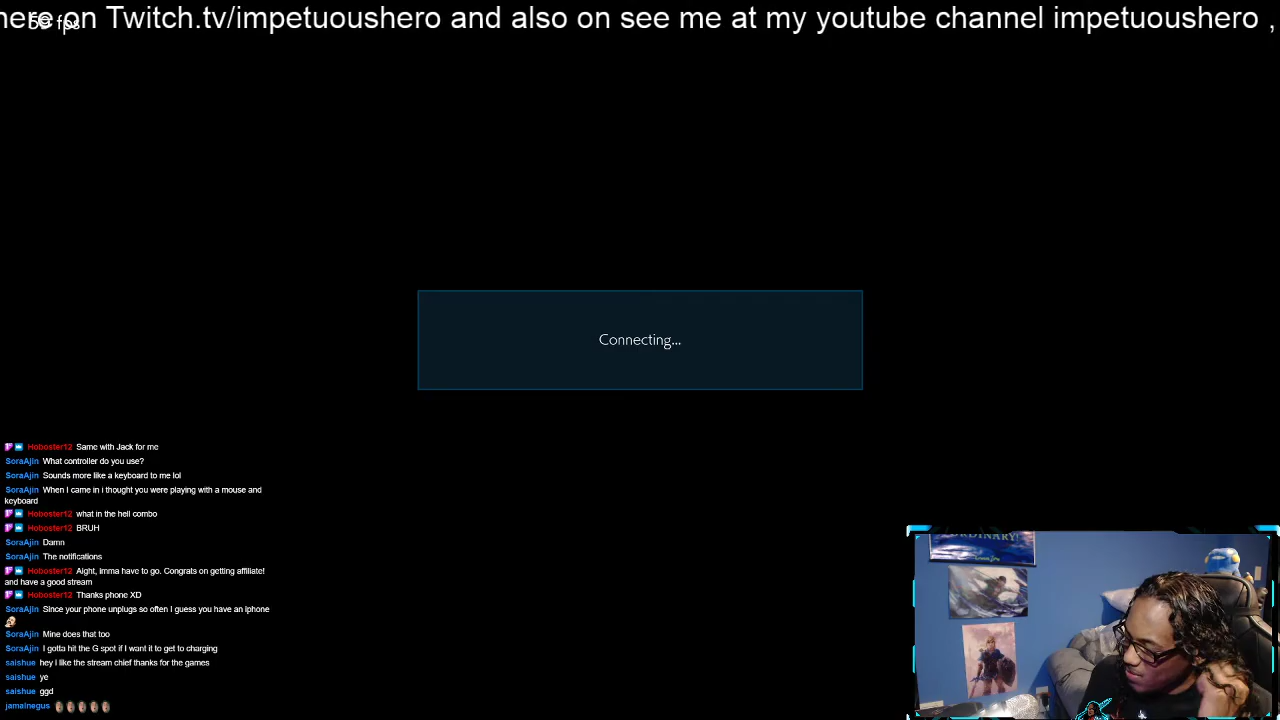 here on Twitch.tv/impetuoushero and also on see me at my youtube channel impetuoushero ,
59 fps
Connecting...
Hoboster12 Same with Jack for me
SoraAjin What controller do you use?
SoraAjin Sounds more like a keyboard to me lol
SoraAjin When I came in i thought you were playing with a mouse and
keyboard
Hoboster12 what in the hell combo
Hoboster12 BRUH
SoraAjin Damn
SoraAjin The notifications
Hoboster12 Aight, imma have to go. Congrats on getting affiliate!
and have a good stream
Hoboster12 Thanks phone XD
SoraAjin Since your phone unplugs so often I guess you have an iphone
SoraAjin Mine does that too
SoraAjin I gotta hit the G spot if I want it to get to charging
saishue hey i like the stream chief thanks for the games
saishue ye
saishue ggd
jamalnegus
ORDINARY!